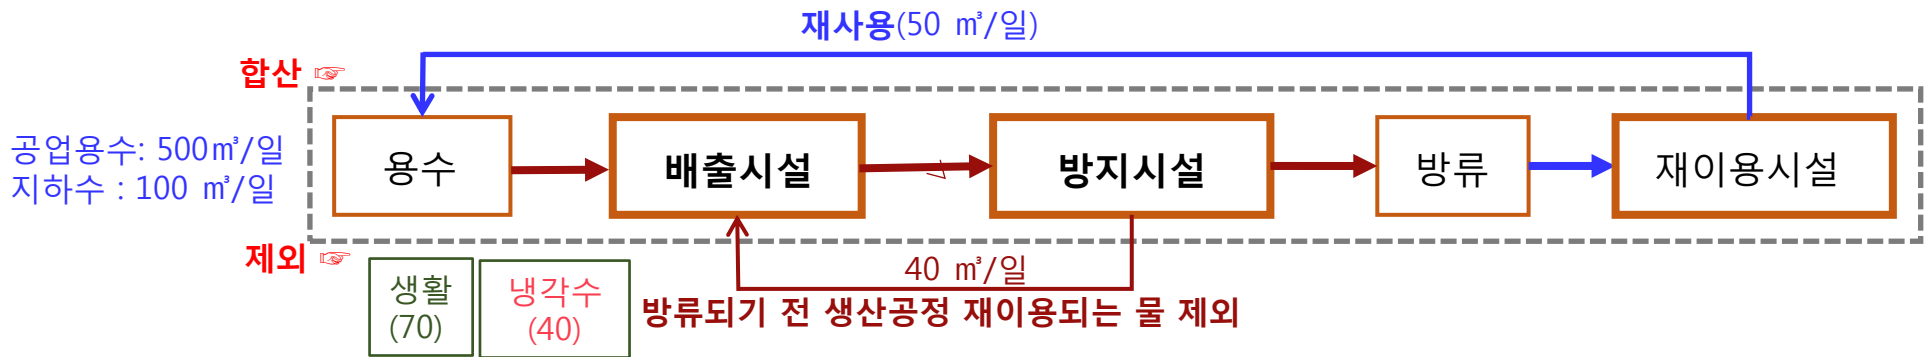 재사용(50 ㎥/일)
합산 ☞
공업용수: 500㎥/일
지하수 : 100 ㎥/일
용수
배출시설
방지시설
방류
재이용시설
제외 ☞
생활
(70)
냉각수
(40)
40 ㎥/일
방류되기 전 생산공정 재이용되는 물 제외